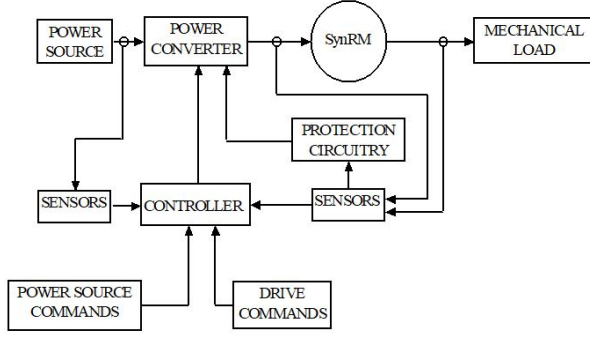 POWER
SOURCE
POWER
CONVERTER
SynRM
MECHANICAL
LOAD
PROTECTION
CIRCUITRY
SENSORS
CONTROLLER
SENSORS
POWER SOURCE
COMMANDS
DRIVE
COMMANDS